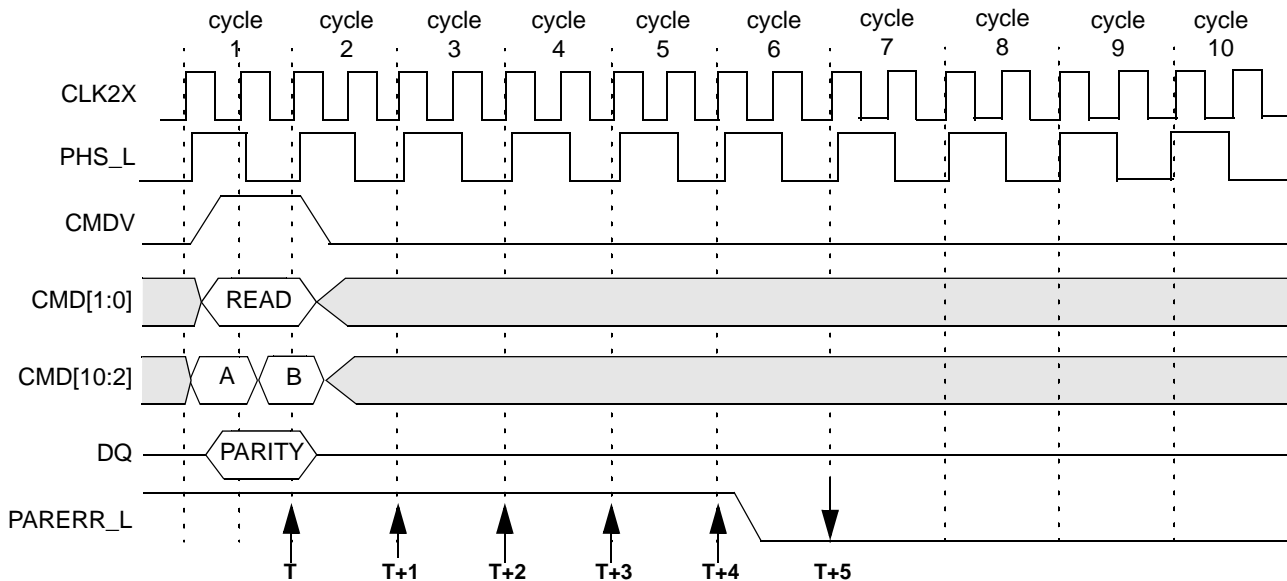 cycle cycle cycle cycle cycle cycle cycle cycle cycle cycle
1 2 3 4 5 6 7 8 9 10
CLK2X
PHS_L
CMDV
CMD[1:0] READ
CMD[10:2] A B
DQ PARITY
PARERR_L
T T+1 T+2 T+3 T+4 T+5